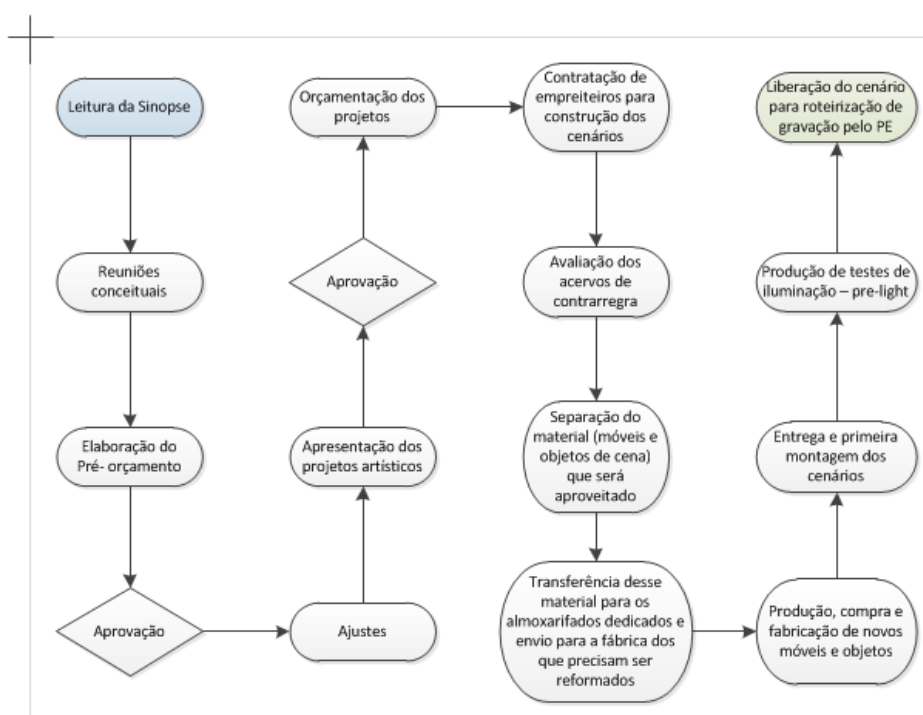 Leitura da Sinopse
Reuniões
conceituais
Elaboração do
Pré- orçamento
Aprovação
Ajustes
Apresentação dos
projetos artísticos
Aprovação
Orçamentação dos
projetos
Contratação de
empreiteiros para
construção dos
cenários
Avaliação dos
acervos de
contrarregra
Separação do
material (móveis e
objetos de cena)
que será
aproveitado
Transferência desse
material para os
almoxarifados dedicados e
envio para a fábrica dos
que precisam ser
reformados
Produção, compra e
fabricação de novos
móveis e objetos
Entrega e primeira
montagem dos
cenários
Produção de testes de
iluminação – pre-light
Liberação do cenário
para roteirização de
gravação pelo PE